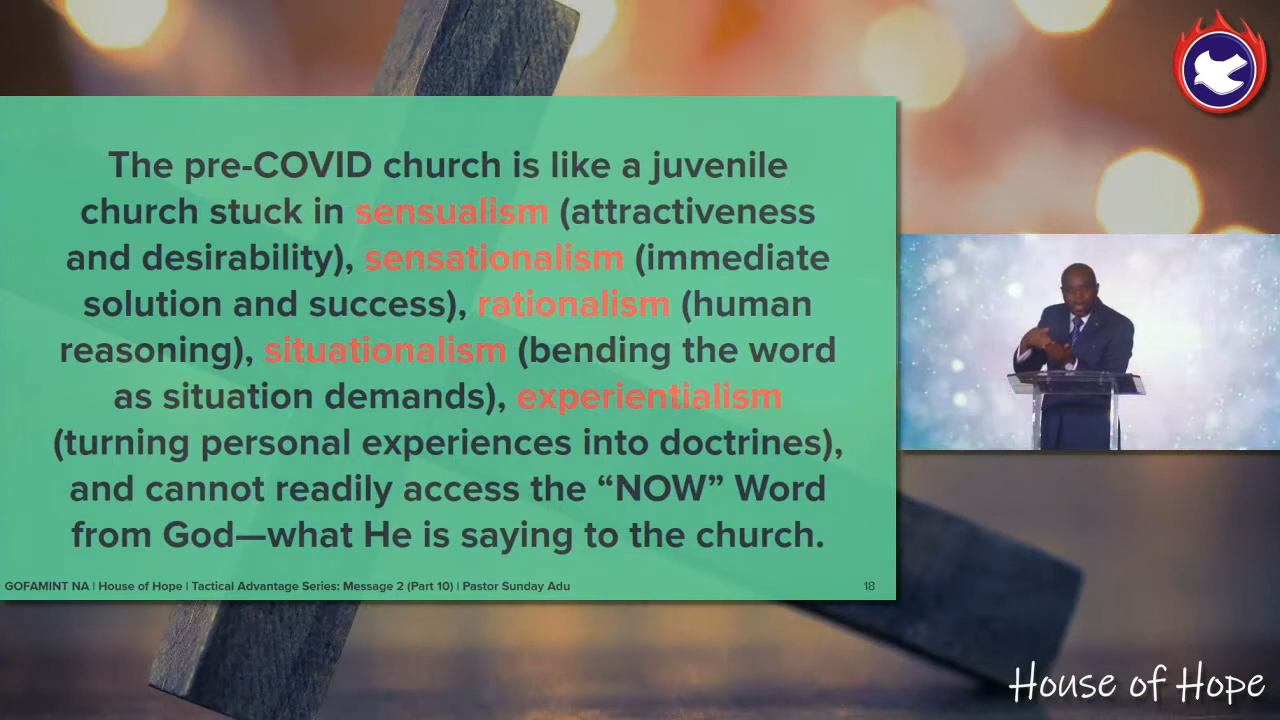 The pre-COVID church is like a juvenile
church stuck in sensualism (attractiveness
and desirability), sensationalism (immediate
solution and success), rationalism (human
reasoning), situationalism (bending the word
as situation demands), experientialism
(turning personal experiences into doctrines),
and cannot readily access the “NOW” Word
from God—what He is saying to the church.
GOFAMINT NA | House of Hope | Tactical Advantage Series: Message 2 (Part 10) | Pastor Sunday Adu
18
House of Hope